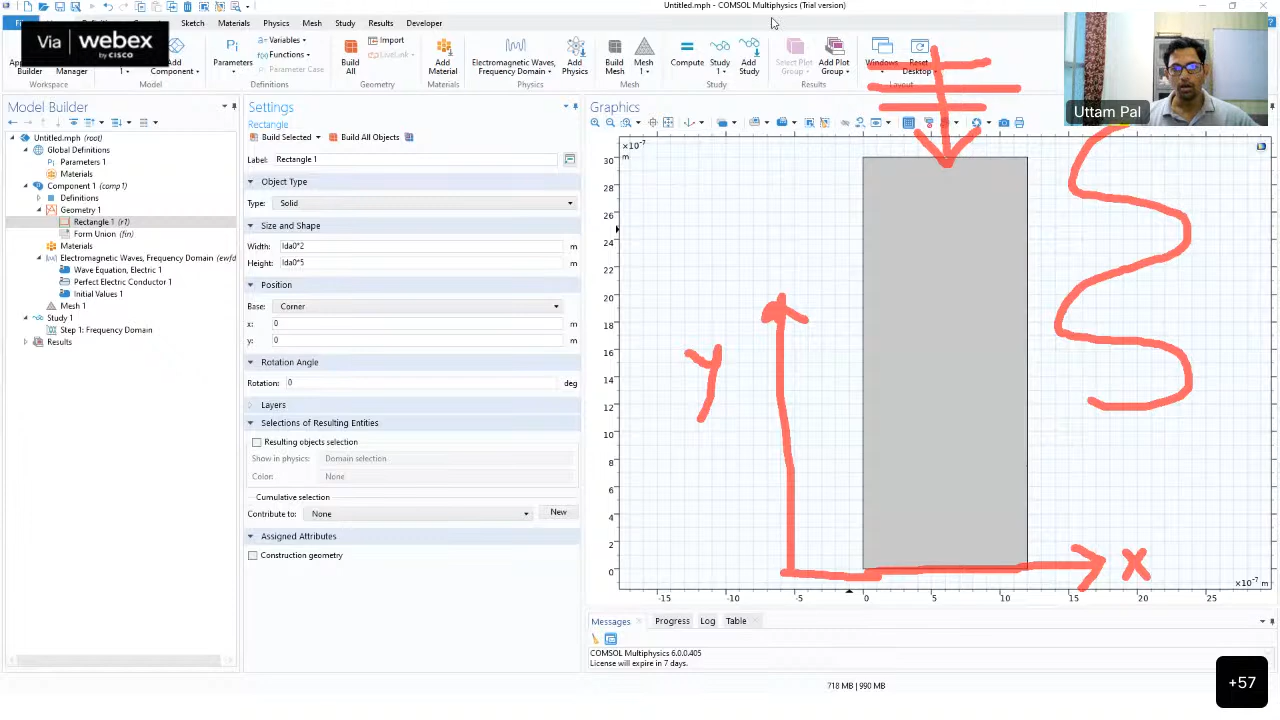 Untitled.mph - COMSOL Multiphysics (Trial version)
Sketch Materials Physics Mesh Study Results Developer
Via webex by CISCO
Builder Manager
Workspace
1
Component
1
Model
Pi Parameters
1
a= Variables
f(x) Functions
Parameter Case
Definitions
Build All
Import
LiveLink
Geometry
Add Material
Materials
Electromagnetic Waves, Frequency Domain
Add Physics
Physics
Build Mesh
Mesh 1
Mesh
Compute
Study 1
Add Study
Study
Select Plot Group
Add Plot Group
Results
Windows
Reset Desktop
Layout
Uttam Pal
Model Builder
Untitled.mph (root)
Global Definitions
Pi Parameters 1
Materials
Component 1 (comp1)
Definitions
Geometry 1
Rectangle 1 (r1)
Form Union (fin)
Materials
Electromagnetic Waves, Frequency Domain (ewfd
Wave Equation, Electric 1
Perfect Electric Conductor 1
Initial Values 1
Mesh 1
Study 1
Step 1: Frequency Domain
Results
Settings
Rectangle
Build Selected
Build All Objects
Label: Rectangle 1
Object Type
Type: Solid
Size and Shape
Width: lda0*2 m
Height: lda0*5 m
Position
Base: Corner
x: 0 m
y: 0 m
Rotation Angle
Rotation: 0 deg
Layers
Selections of Resulting Entities
Resulting objects selection
Show in physics: Domain selection
Color: None
Cumulative selection
Contribute to: None New
Assigned Attributes
Construction geometry
Graphics
×10⁻⁷
m
30
28
26
24
22
20
18
16
14
12
10
8
6
4
2
0
y
x
-15 -10 -5 0 5 10 15 20 25
×10⁻⁷ m
Messages Progress Log Table
COMSOL Multiphysics 6.0.0.405
License will expire in 7 days.
718 MB | 990 MB
+57